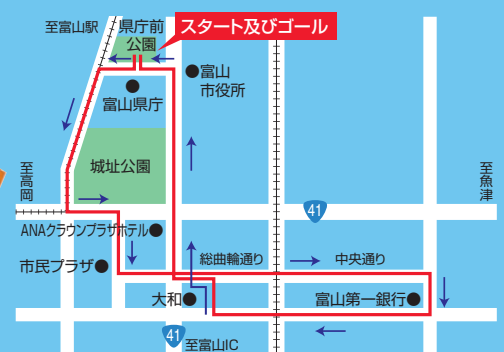 至富山駅
県庁前
公園
スタート及びゴール
富山
市役所
富山県庁
城址公園
至高岡
至魚津
41
ANAクラウンプラザホテル
総曲輪通り
中央通り
市民プラザ
大和
富山第一銀行
41
至富山IC